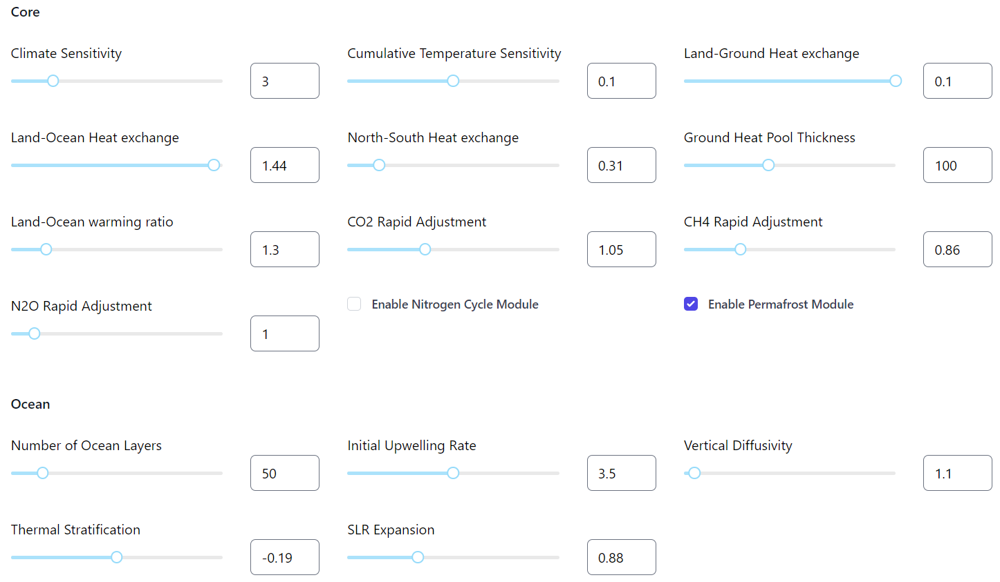 Core
Climate Sensitivity
3
Cumulative Temperature Sensitivity
0.1
Land-Ground Heat exchange
0.1
Land-Ocean Heat exchange
1.44
North-South Heat exchange
0.31
Ground Heat Pool Thickness
100
Land-Ocean warming ratio
1.3
CO2 Rapid Adjustment
1.05
CH4 Rapid Adjustment
0.86
N2O Rapid Adjustment
1
Enable Nitrogen Cycle Module
Enable Permafrost Module
Ocean
Number of Ocean Layers
50
Initial Upwelling Rate
3.5
Vertical Diffusivity
1.1
Thermal Stratification
-0.19
SLR Expansion
0.88